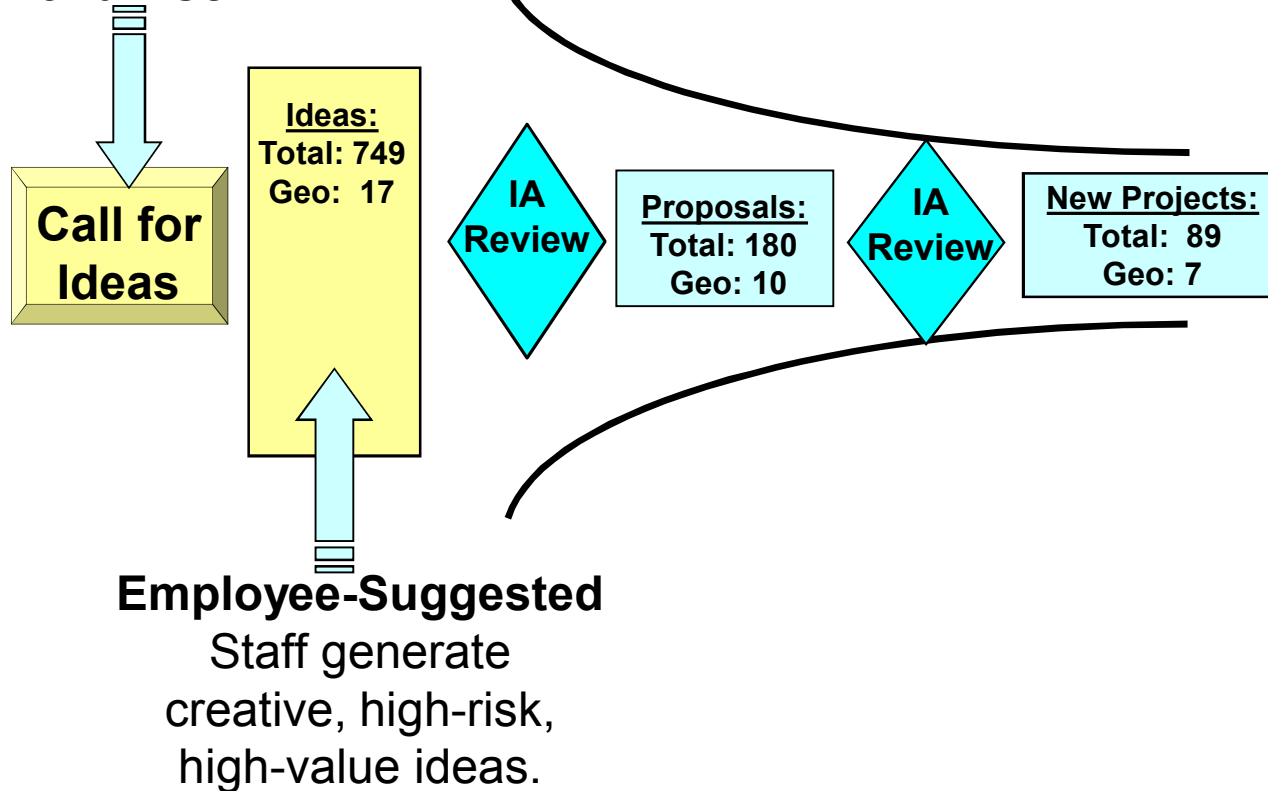 Call for
Ideas
Ideas:
Total: 749
Geo: 17
IA
Review
Proposals:
Total: 180
Geo: 10
IA
Review
New Projects:
Total: 89
Geo: 7
Employee-Suggested
Staff generate
creative, high-risk,
high-value ideas.